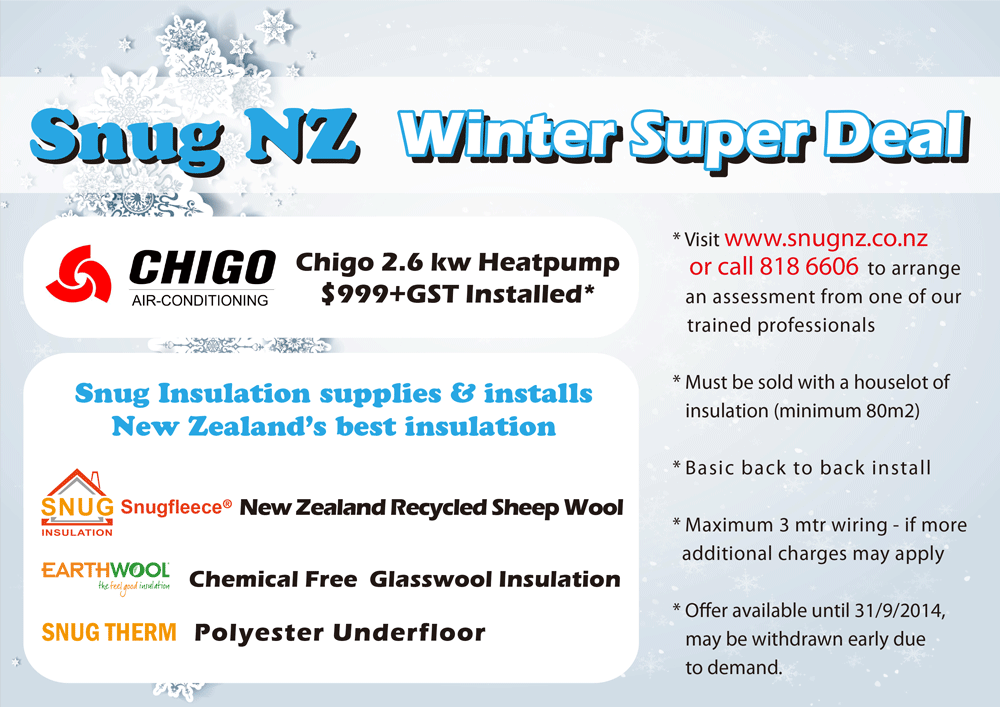 Snug NZ Winter Super Deal
CHIGO
AIR-CONDITIONING
Chigo 2.6 kw Heatpump
$999+GST Installed*
Snug Insulation supplies & installs
New Zealand's best insulation
SNUG
INSULATION
Snugfleece® New Zealand Recycled Sheep Wool
EARTHWOOL
the feel good insulation
Chemical Free Glasswool Insulation
SNUG THERM Polyester Underfloor
* Visit www.snugnz.co.nz
or call 818 6606 to arrange
an assessment from one of our
trained professionals
* Must be sold with a houselot of
insulation (minimum 80m2)
* Basic back to back install
* Maximum 3 mtr wiring - if more
additional charges may apply
* Offer available until 31/9/2014,
may be withdrawn early due
to demand.